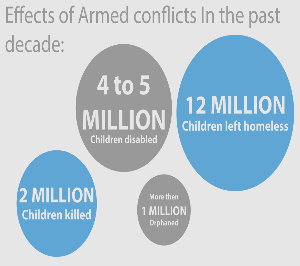 Effects of Armed conflicts In the past
decade:
4 to 5
MILLION
Children disabled
12 MILLION
Children left homeless
2 MILLION
Children killed
More than
1 MILLION
Orphaned